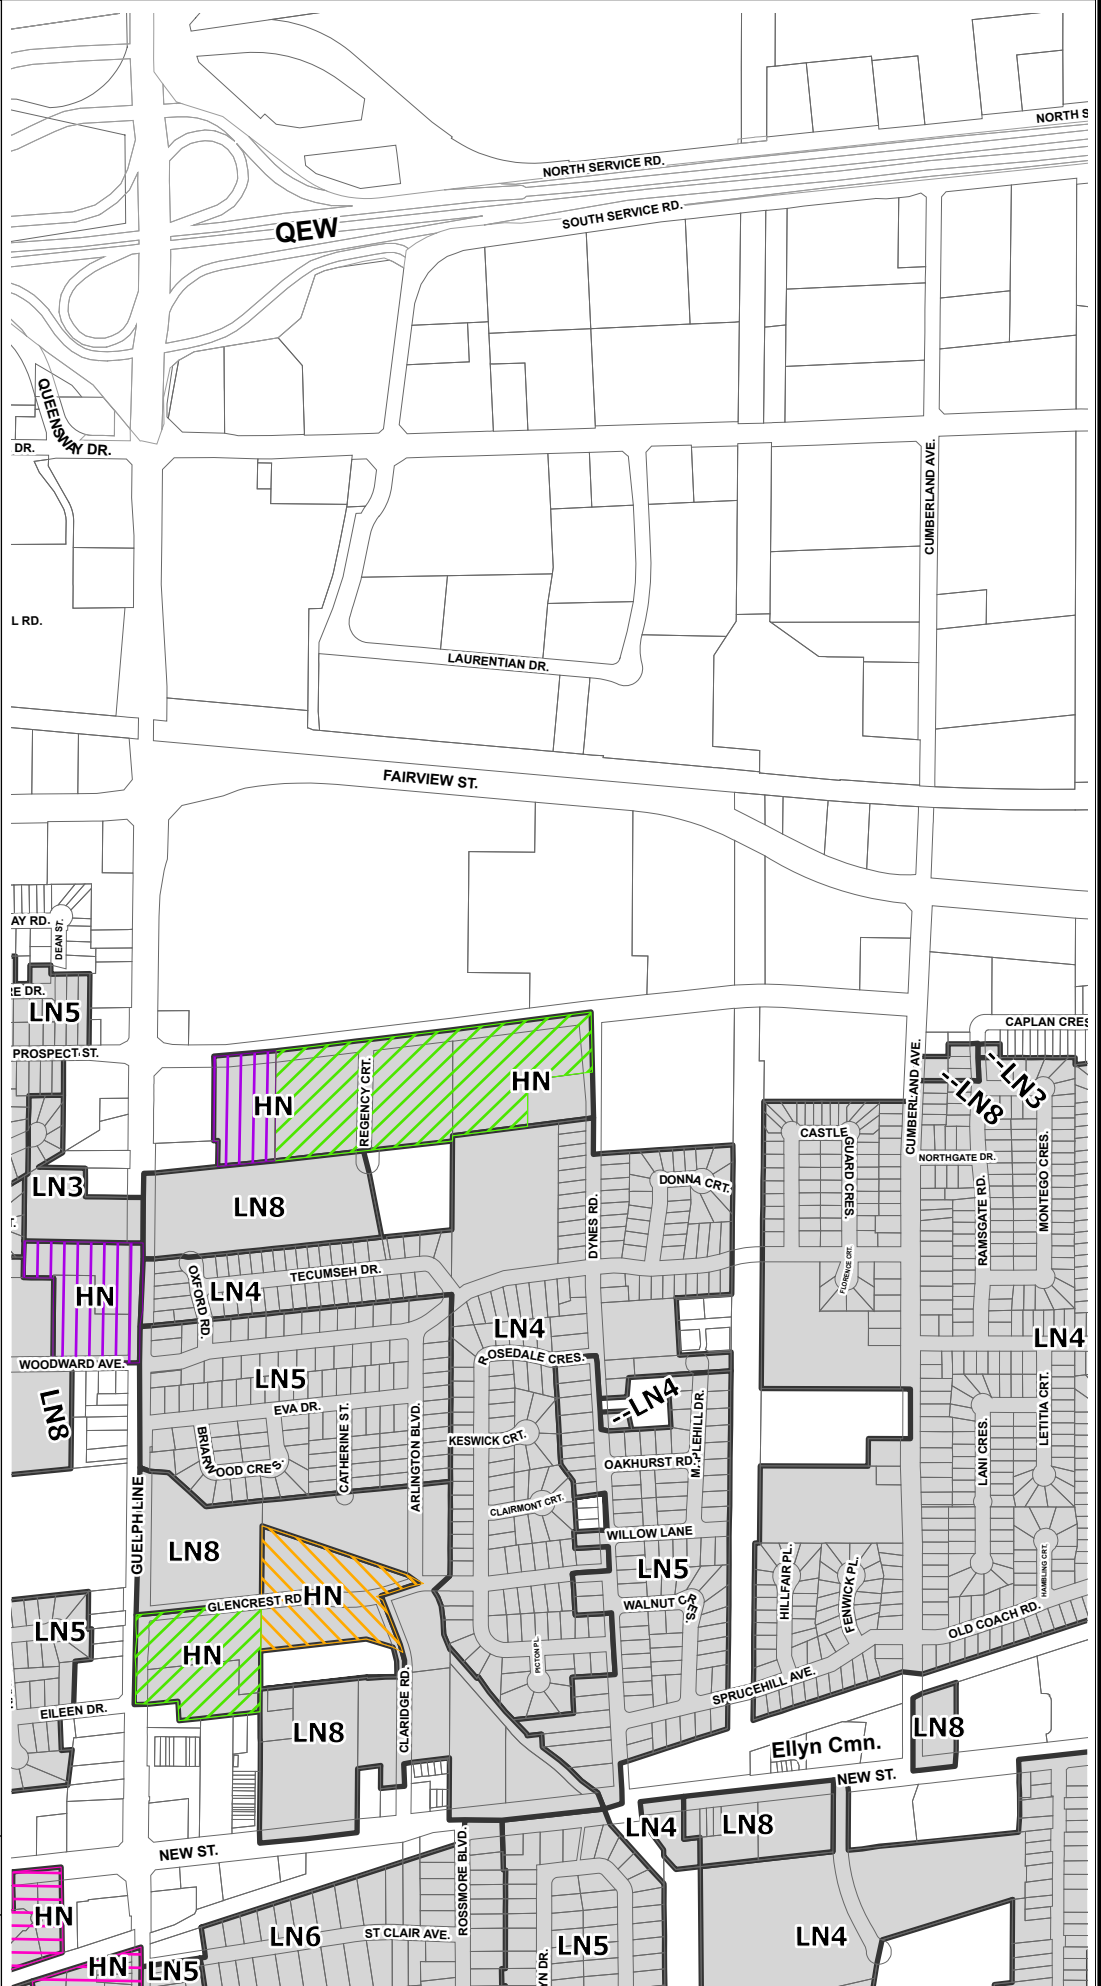 NORTH S
NORTH SERVICE RD.
SOUTH SERVICE RD.
QEW
QUEENSWAY DR.
DR.
CUMBERLAND AVE.
L RD.
LAURENTIAN DR.
FAIRVIEW ST.
AY RD.
DEAN ST.
RE DR.
LN5
PROSPECT ST.
CAPLAN CRES
HN
REGENCY CRT.
HN
--LN3
--LN8
CUMBERLAND AVE.
CASTLE
GUARD CRES.
NORTHGATE DR.
MONTEGO CRES.
RAMSGATE RD.
LN3
LN8
DONNA CRT.
DYNES RD.
T.
FLORENCE CRT.
TECUMSEH DR.
OXFORD RD.
LN4
HN
LN4
LN4
WOODWARD AVE.
ROSEDALE CRES.
LN5
--LN4
EVA DR.
LN8
CATHERINE ST.
ARLINGTON BLVD.
KESWICK CRT.
MAPLEHILL DR.
LETITIA CRT.
LANI CRES.
BRIARWOOD CRES.
OAKHURST RD.
CLAIRMONT CRT.
GUELPH LINE
WILLOW LANE
LN8
LN5
HILLFAIR PL.
FENWICK PL.
HAMBLING CRT.
GLENCREST RD.
HN
WALNUT CRES.
LN5
HN
PICTON PL.
OLD COACH RD.
SPRUCEHILL AVE.
EILEEN DR.
CLARIDGE RD.
LN8
LN8
Ellyn Cmn.
NEW ST.
LN4
LN8
NEW ST.
ROSSMORE BLVD.
HN
LN6
ST CLAIR AVE.
LN5
LN4
HN
LN5
YN DR.